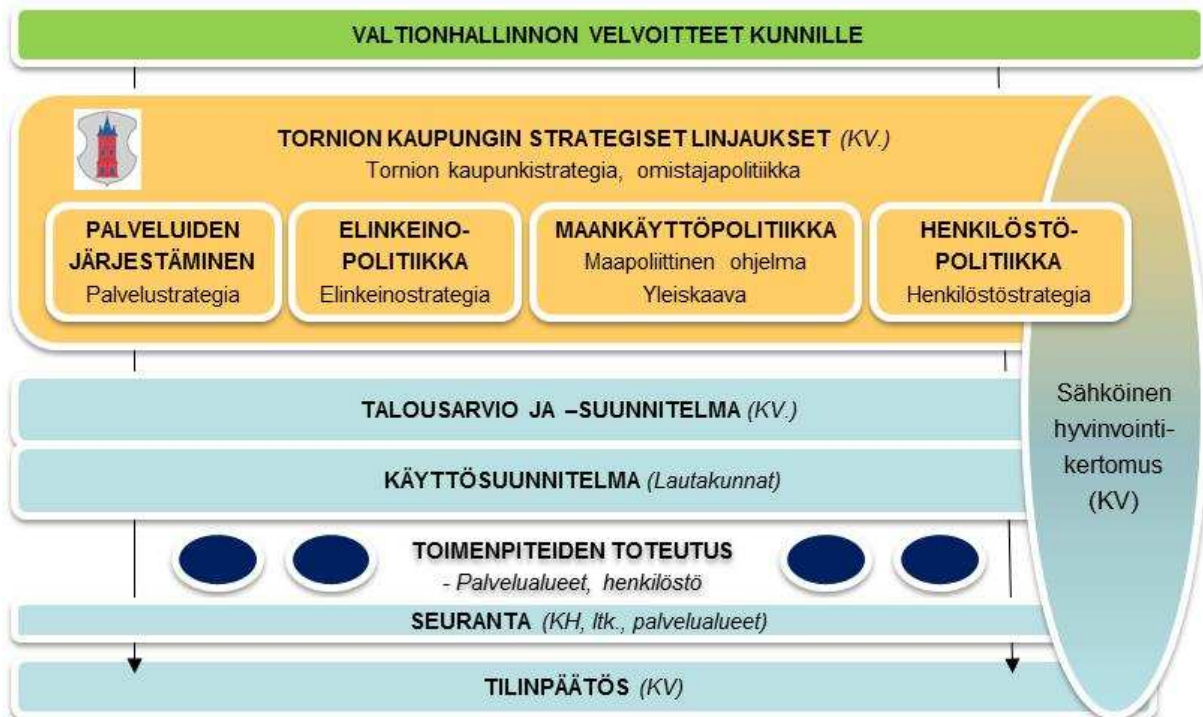 VALTIONHALLINNON VELVOITTEET KUNNILLE
TORNION KAUPUNGIN STRATEGISET LINJAUKSET (KV.)
Tornion kaupunkistrategia, omistajapolitiikka
PALVELUIDEN
JÄRJESTÄMINEN
Palvelustrategia
ELINKEINO-
POLITIIKKA
Elinkeinostrategia
MAANKÄYTTÖPOLITIIKKA
Maapoliittinen ohjelma
Yleiskaava
HENKILÖSTÖ-
POLITIIKKA
Henkilöstöstrategia
TALOUSARVIO JA –SUUNNITELMA (KV.)
KÄYTTÖSUUNNITELMA (Lautakunnat)
TOIMENPITEIDEN TOTEUTUS
- Palvelualueet, henkilöstö
SEURANTA (KH, ltk., palvelualueet)
TILINPÄÄTÖS (KV)
Sähköinen
hyvinvointi-
kertomus
(KV)